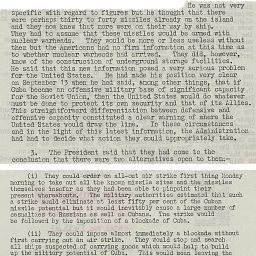 He was not very
specific with regard to figures but he thought that there
were perhaps thirty to forty missiles already on the island
and they now knew that more were on their way by ship.
They had to assume that these missiles would be armed with
nuclear warheads. They would be more or less useless without
them but the Americans had no firm information at this time as
to whether nuclear warheads had arrived. They did, however,
know of the construction of underground storage facilities.
He said that this new information posed a very serious problem
for the United States. He had made his position very clear
on September 13 when he had said, among other things, that if
Cuba became an offensive military base of significant capacity
for the Soviet Union, then the United States would do whatever
must be done to protect its own security and that of its Allies.
This straightforward differentiation between defensive and
offensive capacity constituted a clear warning of where the
United States would draw the line. In these circumstances
and in the light of this latest information, the Administration
had had to decide what action they could appropriately take.
3. The President said that they had come to the
conclusion that there were two alternatives open to them:-
(i) They could order an all-out air strike first thing Monday
morning to take out all the known missile sites and the missiles
themselves insofar as they had been able to pinpoint their
present whereabouts. The military authorities estimated such
a strike would eliminate at least fifty per cent of the Cuban
missile potential but it would inevitably cause a large number
of casualties to Russians as well as Cubans. The strike would
be followed by the imposition of a blockade of Cuba.
(ii) They could impose almost immediately a blockade without
first carrying out an air strike. They would stop and search
all ships suspected of carrying goods which would help to build
up the military potential of Cuba. This would mean leaving the